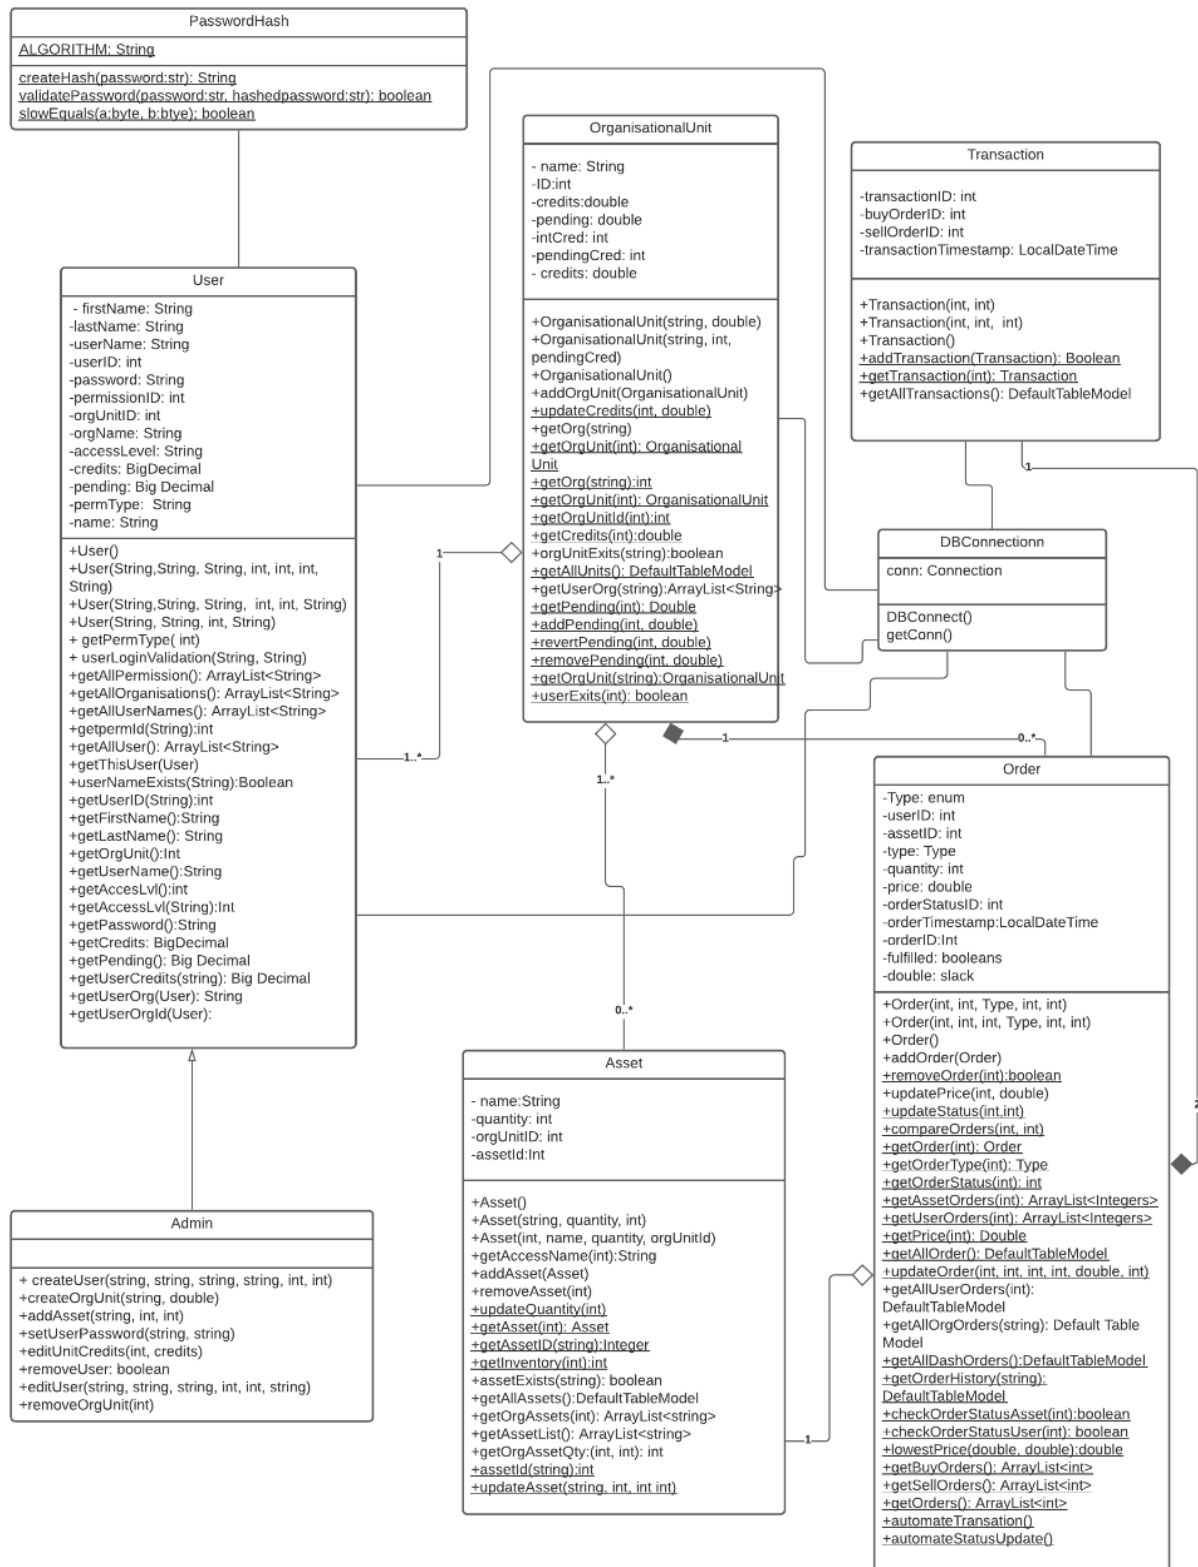 PasswordHash
ALGORITHM: String
createHash(password:str): String
validatePassword(password:str, hashedpassword:str): boolean
slowEquals(a:byte, b:btye); boolean
OrganisationalUnit
- name: String
-ID:int
-credits:double
-pending: double
-intCred: int
-pendingCred: int
- credits: double
+OrganisationalUnit(string, double)
+OrganisationalUnit(string, int,
pendingCred)
+OrganisationalUnit()
+addOrgUnit(OrganisationalUnit)
+updateCredits(int, double)
+getOrg(string)
+getOrgUnit(int): Organisational
Unit
+getOrg(string):int
+getOrgUnit(int): OrganisationalUnit
+getOrgUnitId(int):int
+getCredits(int):double
+orgUnitExits(string):boolean
+getAllUnits(): DefaultTableModel
+getUserOrg(string):ArrayList<String>
+getPending(int): Double
+addPending(int, double)
+revertPending(int, double)
+removePending(int, double)
+getOrgUnit(string):OrganisationalUnit
+userExits(int): boolean
Transaction
-transactionID: int
-buyOrderID: int
-sellOrderID: int
-transactionTimestamp: LocalDateTime
+Transaction(int, int)
+Transaction(int, int, int)
+Transaction()
+addTransaction(Transaction): Boolean
+getTransaction(int): Transaction
+getAllTransactions(): DefaultTableModel
User
- firstName: String
-lastName: String
-userName: String
-userID: int
-password: String
-permissionID: int
-orgUnitID: int
-orgName: String
-accessLevel: String
-credits: BigDecimal
-pending: Big Decimal
-permType: String
-name: String
+User()
+User(String,String, String, int, int, int,
String)
+User(String,String, String, int, int, String)
+User(String, String, int, String)
+ getPermType( int)
+ userLoginValidation(String, String)
+getAllPermission(): ArrayList<String>
+getAllOrganisations(): ArrayList<String>
+getAllUserNames(): ArrayList<String>
+getpermId(String):int
+getAllUser(): ArrayList<String>
+getThisUser(User)
+userNameExists(String):Boolean
+getUserID(String):int
+getFirstName():String
+getLastName(): String
+getOrgUnit():Int
+getUserName():String
+getAccesLvl():int
+getAccessLvl(String):Int
+getPassword():String
+getCredits: BigDecimal
+getPending(): Big Decimal
+getUserCredits(string): Big Decimal
+getUserOrg(User): String
+getUserOrgId(User):
1
1..*
1
DBConnectionn
conn: Connection
DBConnect()
getConn()
1
0..*
1..*
0..*
Order
-Type: enum
-userID: int
-assetID: int
-type: Type
-quantity: int
-price: double
-orderStatusID: int
-orderTimestamp:LocalDateTime
-orderID:Int
-fulfilled: booleans
-double: slack
+Order(int, int, Type, int, int)
+Order(int, int, int, Type, int, int)
+Order()
+addOrder(Order)
+removeOrder(int):boolean
+updatePrice(int, double)
+updateStatus(int,int)
+compareOrders(int, int)
+getOrder(int): Order
+getOrderType(int): Type
+getOrderStatus(int): int
+getAssetOrders(int): ArrayList<Integers>
+getUserOrders(int): ArrayList<Integers>
+getPrice(int): Double
+getAllOrder(): DefaultTableModel
+updateOrder(int, int, int, int, double, int)
+getAllUserOrders(int):
DefaultTableModel
+getAllOrgOrders(string): Default Table
Model
+getAllDashOrders():DefaultTableModel
+getOrderHistory(string):
DefaultTableModel
+checkOrderStatusAsset(int):boolean
+checkOrderStatusUser(int): boolean
+lowestPrice(double, double):double
+getBuyOrders(): ArrayList<int>
+getSellOrders(): ArrayList<int>
+getOrders(): ArrayList<int>
+automateTransation()
+automateStatusUpdate()
2
Asset
- name:String
-quantity: int
-orgUnitID: int
-assetId:Int
+Asset()
+Asset(string, quantity, int)
+Asset(int, name, quantity, orgUnitId)
+getAccessName(int):String
+addAsset(Asset)
+removeAsset(int)
+updateQuantity(int)
+getAsset(int): Asset
+getAssetID(string):Integer
+getInventory(int):int
+assetExists(string): boolean
+getAllAssets():DefaultTableModel
+getOrgAssets(int): ArrayList<string>
+getAssetList(): ArrayList<string>
+getOrgAssetQty:(int, int): int
+assetId(string):int
+updateAsset(string, int, int int)
1
Admin
+ createUser(string, string, string, string, int, int)
+createOrgUnit(string, double)
+addAsset(string, int, int)
+setUserPassword(string, string)
+editUnitCredits(int, credits)
+removeUser: boolean
+editUser(string, string, string, int, int, string)
+removeOrgUnit(int)